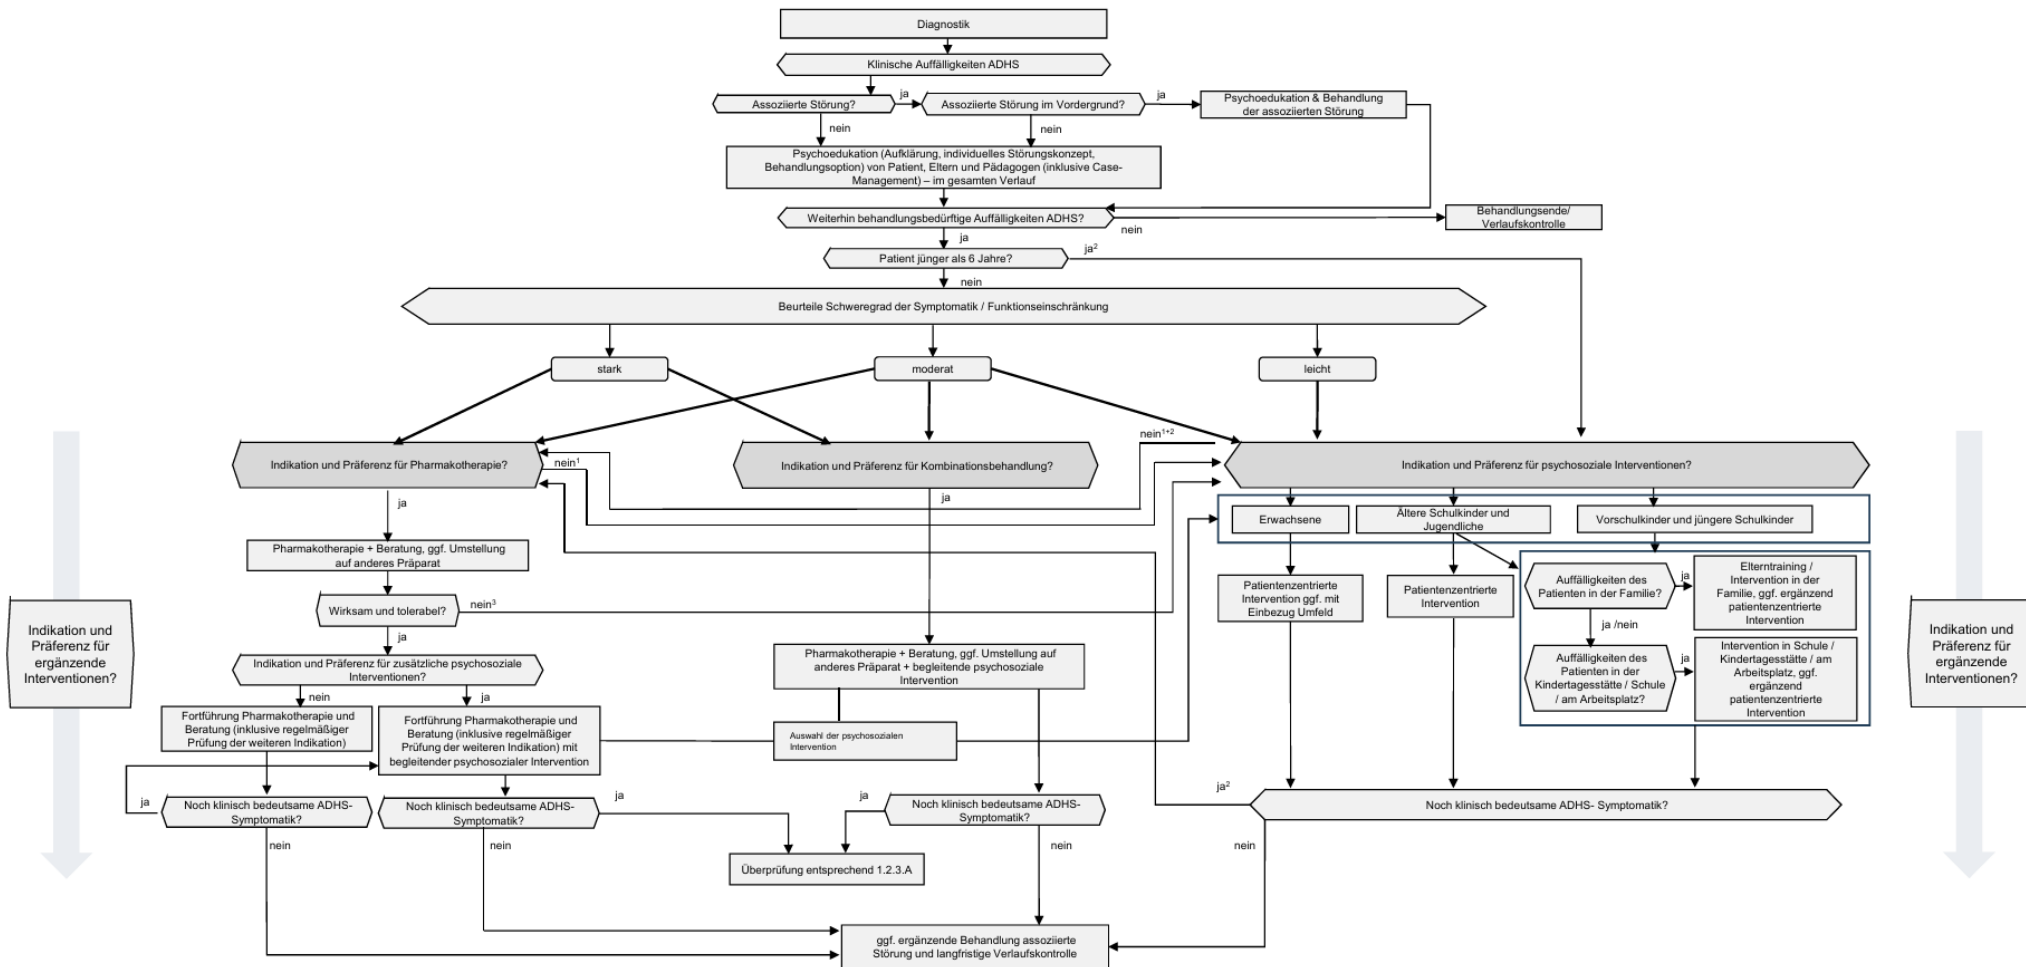 Diagnostik
Klinische Auffälligkeiten ADHS
Assoziierte Störung?
ja
Assoziierte Störung im Vordergrund?
ja
Psychoedukation & Behandlung
der assoziierten Störung
nein
nein
Psychoedukation (Aufklärung, individuelles Störungskonzept,
Behandlungsoption) von Patient, Eltern und Pädagogen (inklusive Case-
Management) – im gesamten Verlauf
Weiterhin behandlungsbedürftige Auffälligkeiten ADHS?
nein
Behandlungsende/
Verlaufskontrolle
ja
Patient jünger als 6 Jahre?
ja²
nein
Beurteile Schweregrad der Symptomatik / Funktionseinschränkung
stark
moderat
leicht
Indikation und Präferenz für Pharmakotherapie?
nein¹
Indikation und Präferenz für Kombinationsbehandlung?
nein¹⁺²
Indikation und Präferenz für psychosoziale Interventionen?
ja
ja
Erwachsene
Ältere Schulkinder und
Jugendliche
Vorschulkinder und jüngere Schulkinder
Pharmakotherapie + Beratung, ggf. Umstellung
auf anderes Präparat
Wirksam und tolerabel?
nein³
ja
Patientenzentrierte
Intervention ggf. mit
Einbezug Umfeld
Patientenzentrierte
Intervention
Auffälligkeiten des
Patienten in der Familie?
ja
Elterntraining /
Intervention in der
Familie, ggf. ergänzend
patientenzentrierte
Intervention
ja /nein
Auffälligkeiten des
Patienten in der
Kindertagesstätte / Schule
/ am Arbeitsplatz?
ja
Intervention in Schule /
Kindertagesstätte / am
Arbeitsplatz, ggf.
ergänzend
patientenzentrierte
Intervention
Indikation und
Präferenz für
ergänzende
Interventionen?
Indikation und Präferenz für zusätzliche psychosoziale
Interventionen?
Pharmakotherapie + Beratung, ggf. Umstellung auf
anderes Präparat + begleitende psychosoziale
Intervention
Indikation und
Präferenz für
ergänzende
Interventionen?
nein
ja
Fortführung Pharmakotherapie und
Beratung (inklusive regelmäßiger
Prüfung der weiteren Indikation)
Fortführung Pharmakotherapie und
Beratung (inklusive regelmäßiger
Prüfung der weiteren Indikation) mit
begleitender psychosozialer Intervention
Auswahl der psychosozialen
Intervention
ja
Noch klinisch bedeutsame ADHS-
Symptomatik?
Noch klinisch bedeutsame ADHS-
Symptomatik?
ja
ja
Noch klinisch bedeutsame ADHS-
Symptomatik?
ja²
Noch klinisch bedeutsame ADHS- Symptomatik?
nein
nein
nein
nein
Überprüfung entsprechend 1.2.3.A
ggf. ergänzende Behandlung assoziierte
Störung und langfristige Verlaufskontrolle